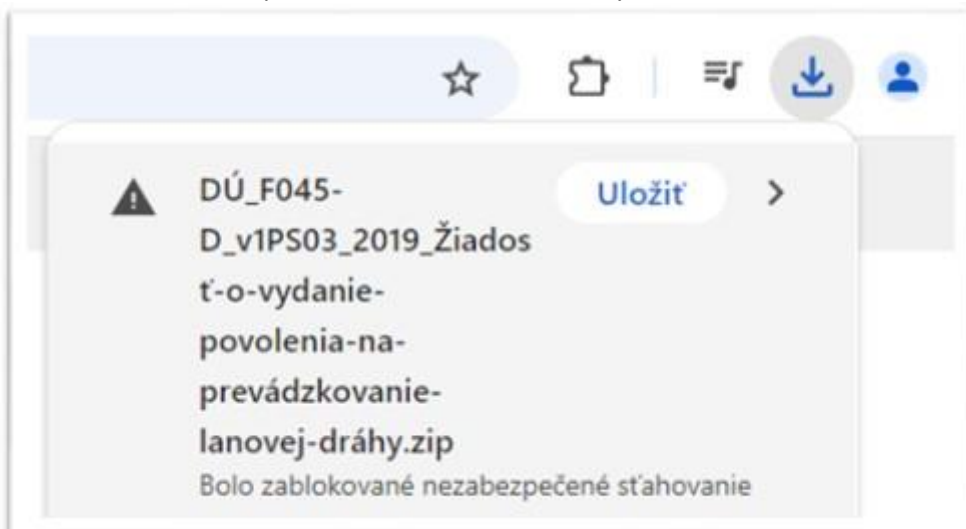 DÚ_F045-
Uložiť
D_v1PS03_2019_Žiados
ť-o-vydanie-
povolenia-na-
prevádzkovanie-
lanovej-dráhy.zip
Bolo zablokované nezabezpečené sťahovanie